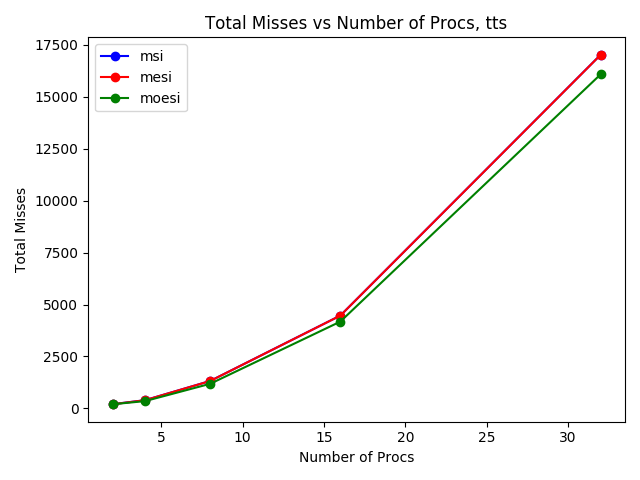 Total Misses vs Number of Procs, tts
msi
mesi
moesi
Total Misses
17500
15000
12500
10000
7500
5000
2500
0
5
10
15
20
25
30
Number of Procs